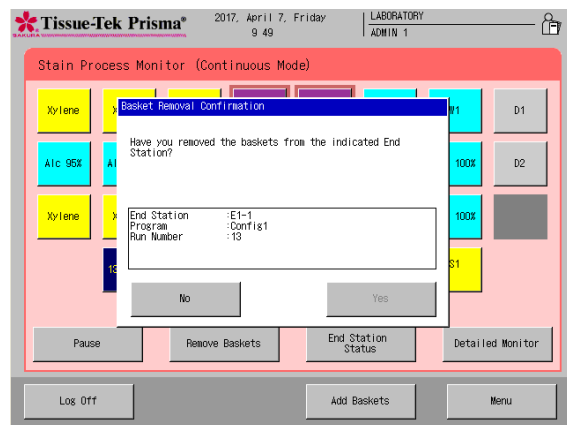 Tissue-Tek Prisma®
SAKURA
2017, April 7, Friday
9 49
LABORATORY
ADMIN 1
Stain Process Monitor (Continuous Mode)
Xylene
W1
D1
Basket Removal Confirmation
Have you removed the baskets from the indicated End
Station?
Alc 95%
100%
D2
Xylene
100%
End Station :E1-1
Program :Config1
Run Number :13
13
S1
No
Yes
Pause
Remove Baskets
End Station
Status
Detailed Monitor
Log Off
Add Baskets
Menu